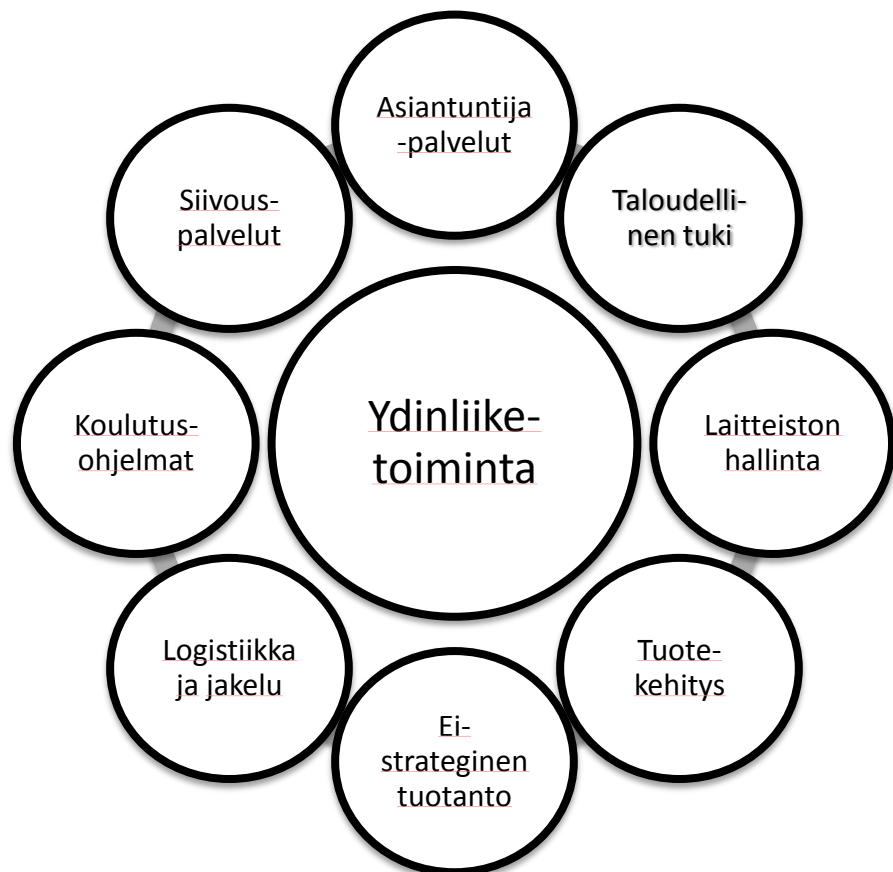 Asiantuntija
-palvelut
Taloudelli-
nen tuki
Laitteiston
hallinta
Tuote-
kehitys
Ei-
strateginen
tuotanto
Logistiikka
ja jakelu
Koulutus-
ohjelmat
Siivous-
palvelut
Ydinliike-
toiminta